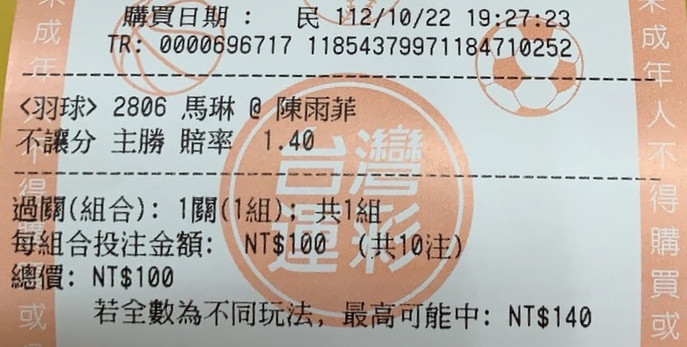 購買日期： 民 112/10/22 19:27:23
TR: 0000696717 11854379971184710252
<羽球> 2806 馬琳 @ 陳雨菲
不讓分 主勝 賠率 1.40
台灣
運彩
過關(組合): 1關(1組); 共1組
每組合投注金額: NT$100 (共10注)
總價: NT$100
若全數為不同玩法, 最高可能中: NT$140
未成年
或
未成年人不得購買或